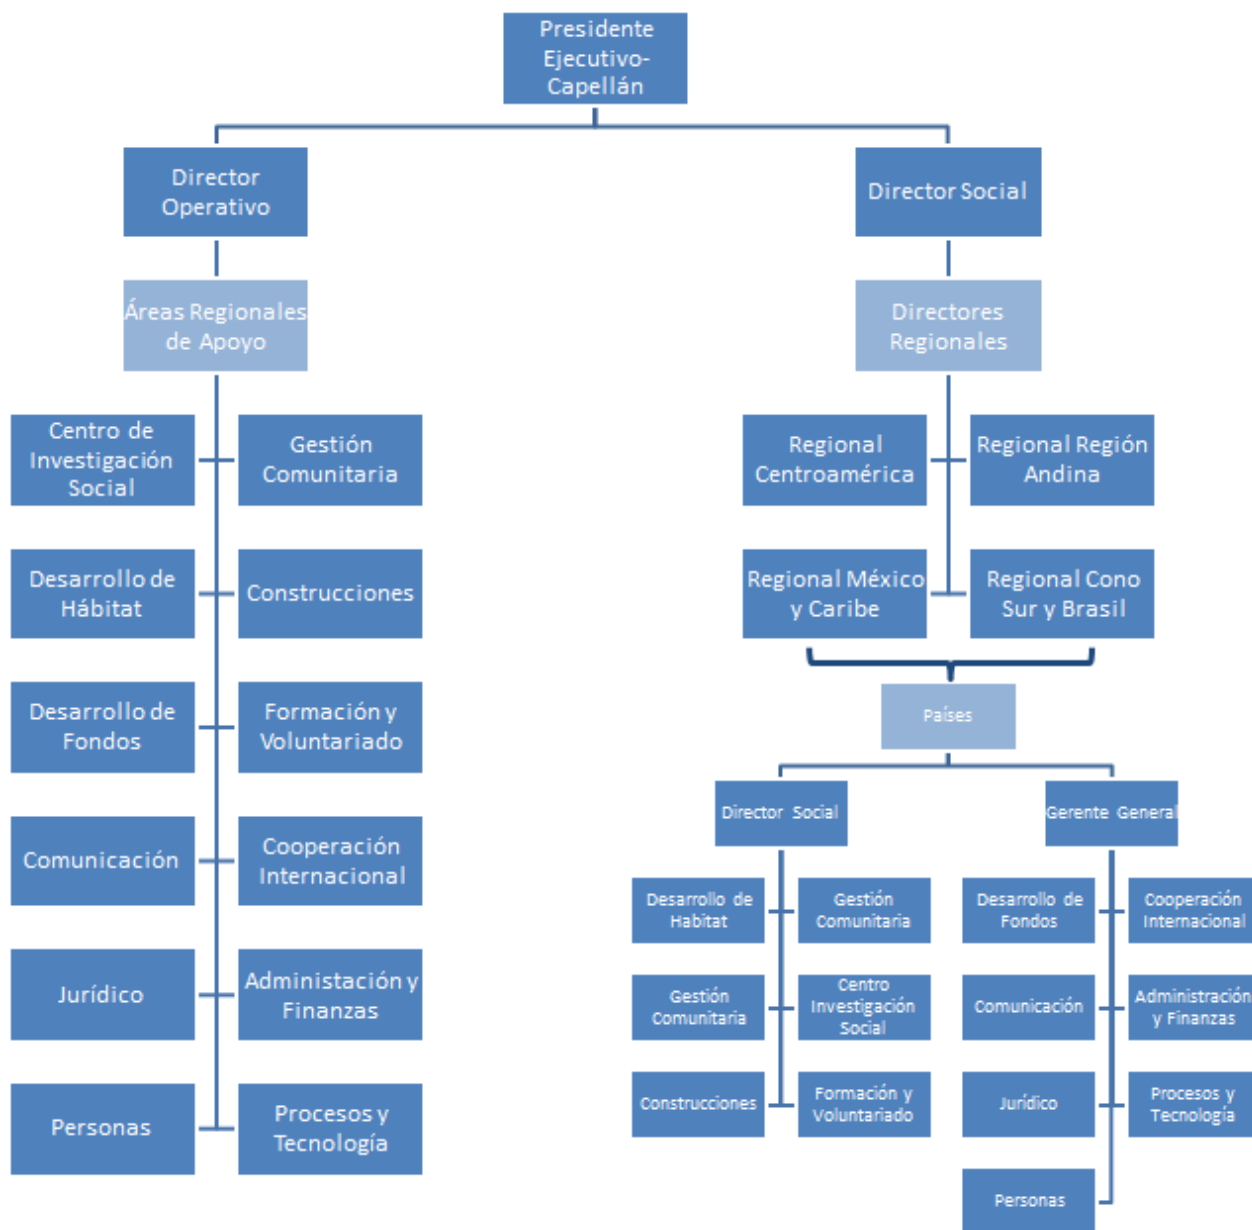 Presidente
Ejecutivo-
Capellán
Director
Operativo
Director Social
Áreas Regionales
de Apoyo
Directores
Regionales
Centro de
Investigación
Social
Gestión
Comunitaria
Regional
Centroamérica
Regional Región
Andina
Desarrollo de
Hábitat
Construcciones
Regional México
y Caribe
Regional Cono
Sur y Brasil
Desarrollo de
Fondos
Formación y
Voluntariado
Países
Comunicación
Cooperación
Internacional
Director Social
Gerente General
Desarrollo de
Habitat
Gestión
Comunitaria
Desarrollo de
Fondos
Cooperación
Internacional
Jurídico
Administación y
Finanzas
Gestión
Comunitaria
Centro
Investigación
Social
Comunicación
Administración
y Finanzas
Personas
Procesos y
Tecnología
Construcciones
Formación y
Voluntariado
Jurídico
Procesos y
Tecnología
Personas